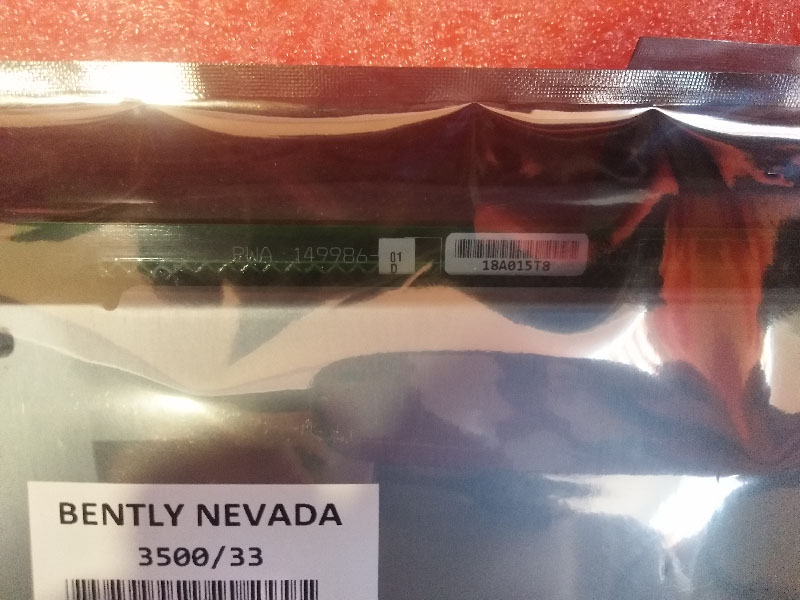 PWA 149986-
01
D
18A015T8
BENTLY NEVADA
3500/33